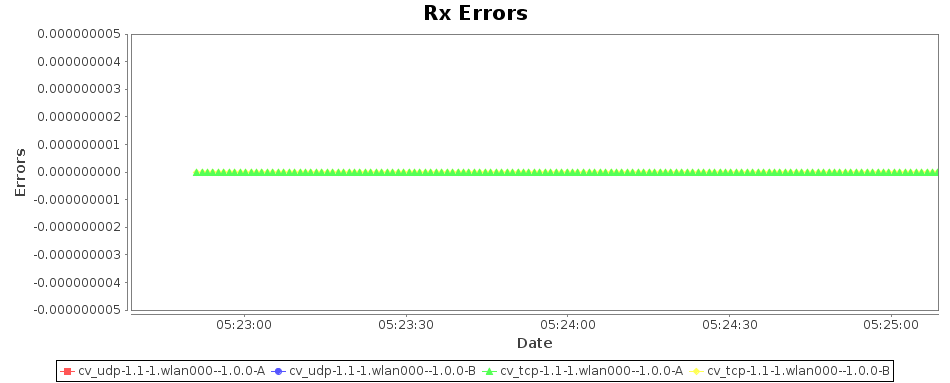 Rx Errors
0.000000005
0.000000004
0.000000003
0.000000002
0.000000001
0.000000000
-0.000000001
-0.000000002
-0.000000003
-0.000000004
-0.000000005
Errors
05:23:00 05:23:30 05:24:00 05:24:30 05:25:00
Date
cv_udp-1.1-1.wlan000--1.0.0-A cv_udp-1.1-1.wlan000--1.0.0-B cv_tcp-1.1-1.wlan000--1.0.0-A cv_tcp-1.1-1.wlan000--1.0.0-B